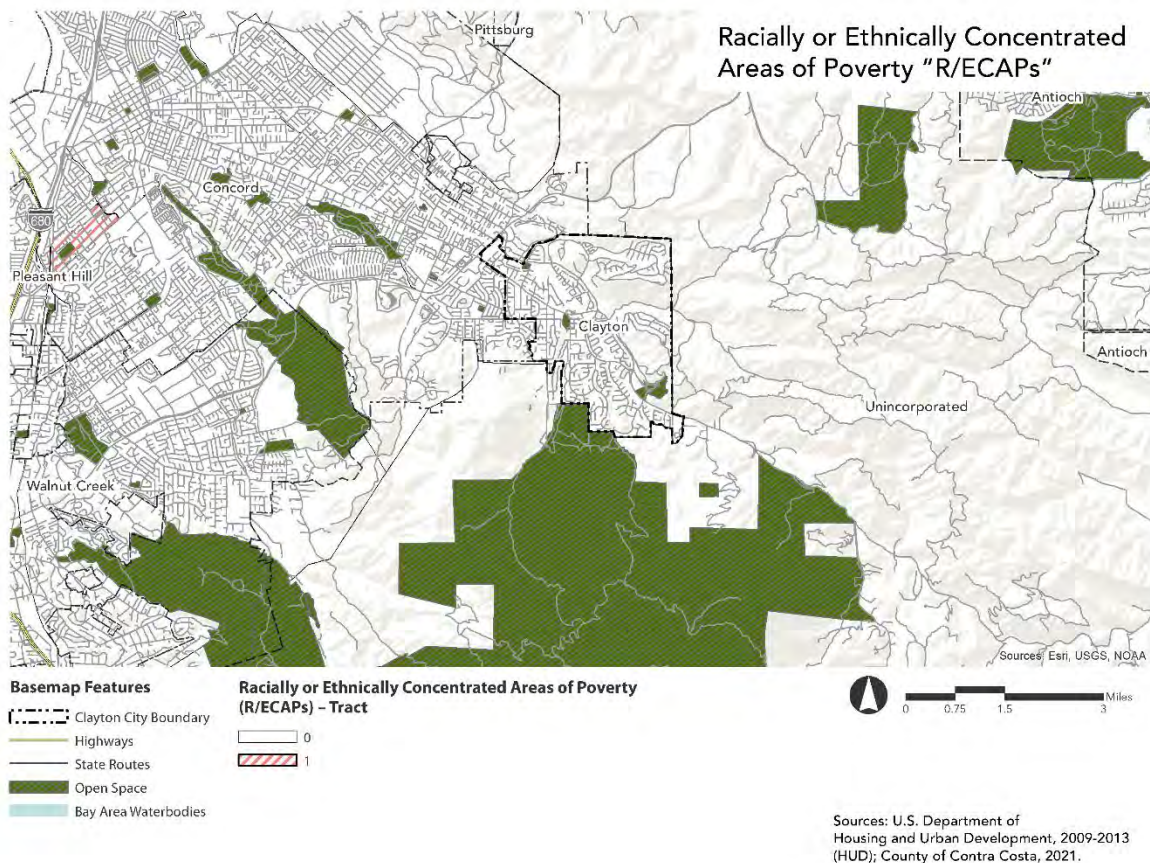 Pittsburg
Racially or Ethnically Concentrated
Areas of Poverty "R/ECAPs"
Antioch
Concord
680
Pleasant Hill
Clayton
Antioch
Unincorporated
Walnut Creek
Sources: Esri, USGS, NOAA
Basemap Features
Clayton City Boundary
Highways
State Routes
Open Space
Bay Area Waterbodies
Racially or Ethnically Concentrated Areas of Poverty
(R/ECAPs) – Tract
0
1
Miles
0 0.75 1.5 3
Sources: U.S. Department of
Housing and Urban Development, 2009-2013
(HUD); County of Contra Costa, 2021.